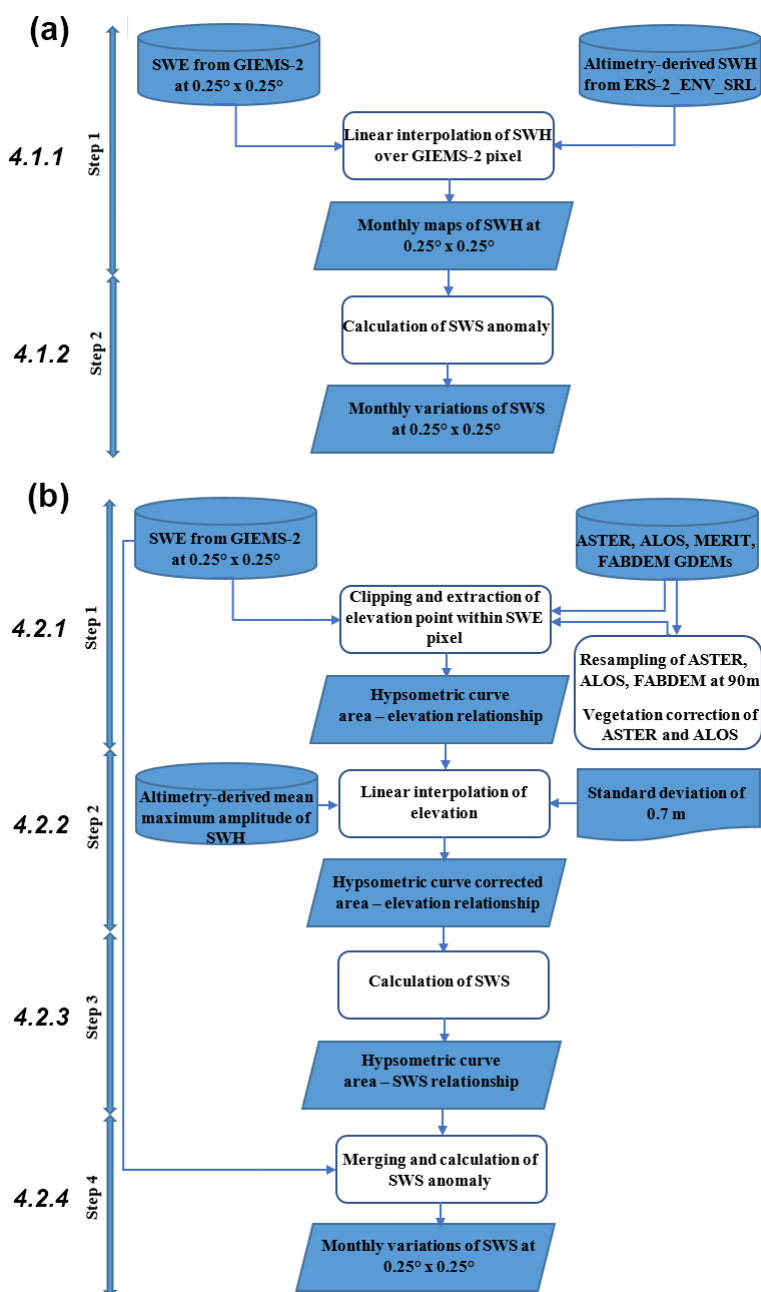 (a)
SWE from GIEMS-2
at 0.25° x 0.25°
Altimetry-derived SWH
from ERS-2_ENV_SRL
4.1.1
Step 1
Linear interpolation of SWH
over GIEMS-2 pixel
Monthly maps of SWH at
0.25° x 0.25°
4.1.2
Step 2
Calculation of SWS anomaly
Monthly variations of SWS
at 0.25° x 0.25°
(b)
SWE from GIEMS-2
at 0.25° x 0.25°
ASTER, ALOS, MERIT,
FABDEM GDEMs
4.2.1
Step 1
Clipping and extraction of
elevation point within SWE
pixel
Resampling of ASTER,
ALOS, FABDEM at 90m
Vegetation correction of
ASTER and ALOS
Hypsometric curve
area – elevation relationship
4.2.2
Step 2
Altimetry-derived mean
maximum amplitude of
SWH
Linear interpolation of
elevation
Standard deviation of
0.7 m
Hypsometric curve corrected
area – elevation relationship
4.2.3
Step 3
Calculation of SWS
Hypsometric curve
area – SWS relationship
4.2.4
Step 4
Merging and calculation of
SWS anomaly
Monthly variations of SWS at
0.25° x 0.25°